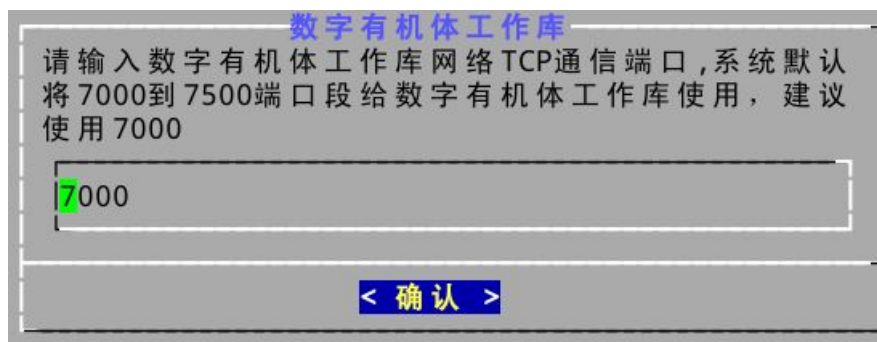 数字有机体工作库
请输入数字有机体工作库网络TCP通信端口,系统默认
将7000到7500端口段给数字有机体工作库使用，建议
使用7000
7000
< 确认 >